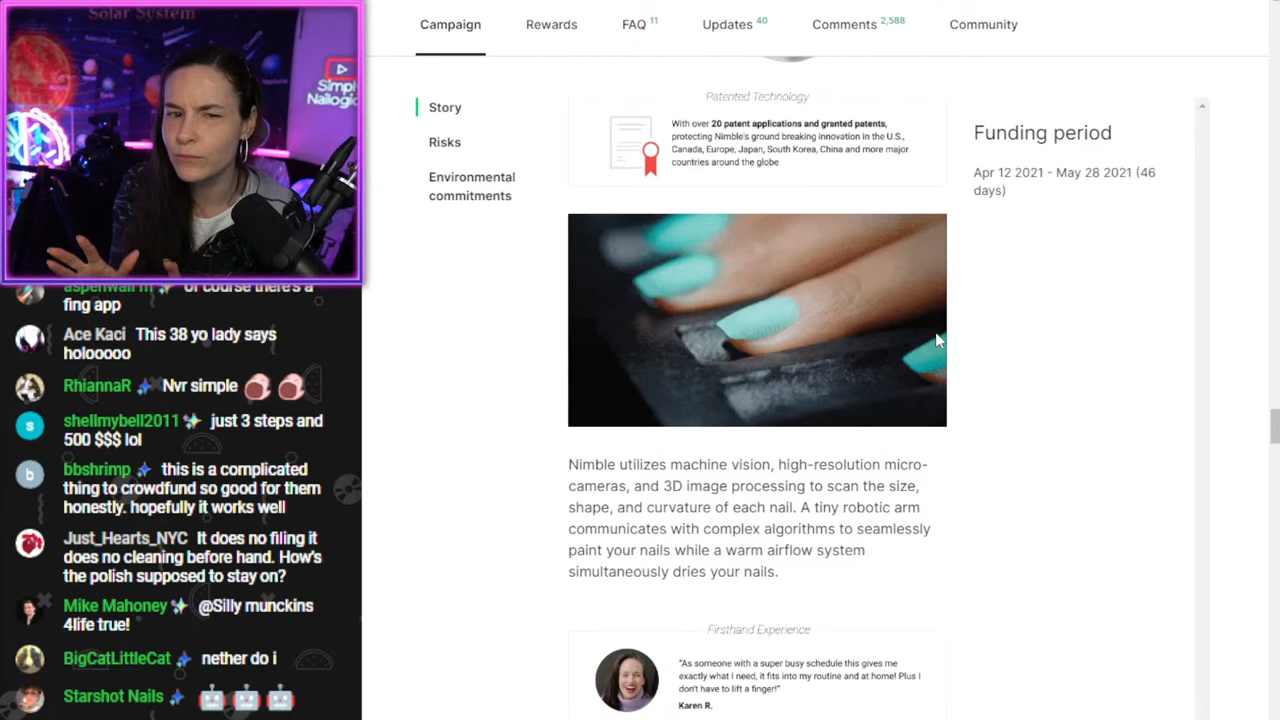 Solar System
Simply
Nailogic
Campaign
Rewards
FAQ 11
Updates 40
Comments 2,588
Community
Story
Risks
Environmental
commitments
Patented Technology
With over 20 patent applications and granted patents,
protecting Nimble's ground breaking innovation in the U.S.,
Canada, Europe, Japan, South Korea, China and more major
countries around the globe
Funding period
Apr 12 2021 - May 28 2021 (46
days)
Nimble utilizes machine vision, high-resolution micro-
cameras, and 3D image processing to scan the size,
shape, and curvature of each nail. A tiny robotic arm
communicates with complex algorithms to seamlessly
paint your nails while a warm airflow system
simultaneously dries your nails.
Firsthand Experience
"As someone with a super busy schedule this gives me
exactly what I need, it fits into my routine and at home! Plus I
don't have to lift a finger!"
Karen R.
of course there's a
fing app
Ace Kaci This 38 yo lady says
holooooo
RhiannaR Nvr simple
s
shellmybell2011 just 3 steps and
500 $$$ lol
b
bbshrimp this is a complicated
thing to crowdfund so good for them
honestly. hopefully it works well
Just_Hearts_NYC It does no filing it
does no cleaning before hand. How's
the polish supposed to stay on?
Mike Mahoney @Silly munckins
4life true!
BigCatLittleCat nether do i
Starshot Nails